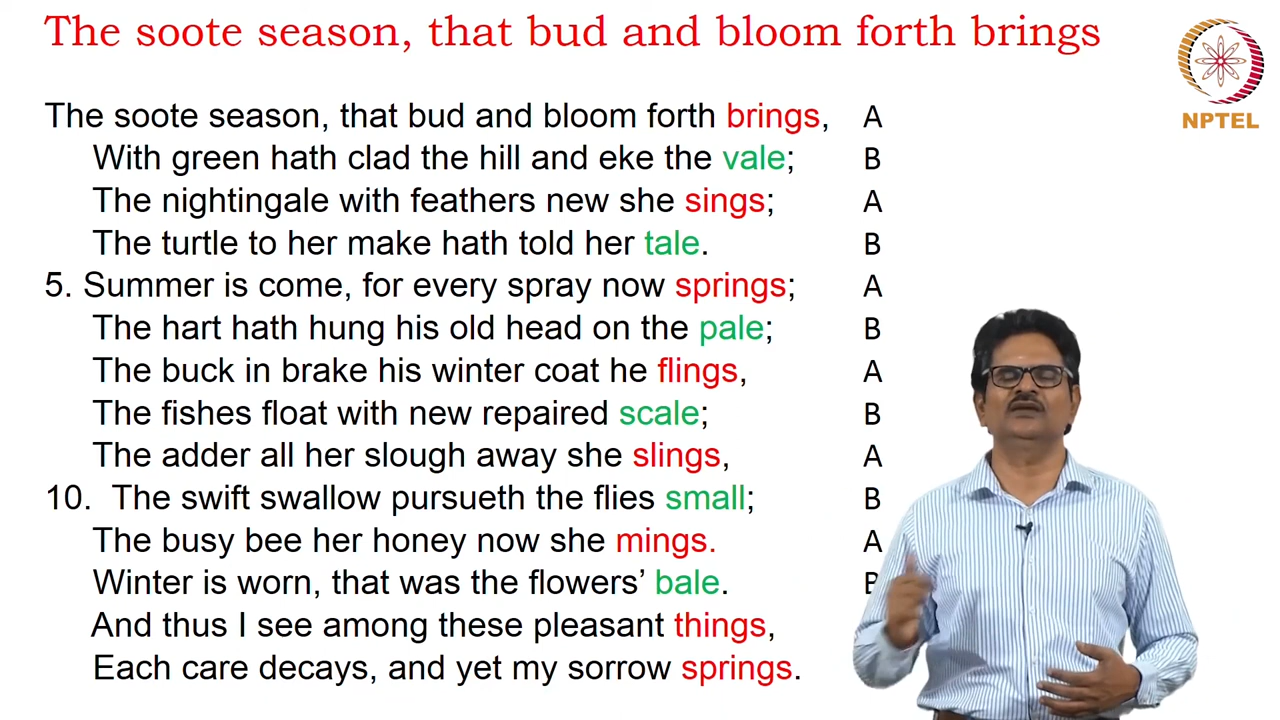 The soote season, that bud and bloom forth brings
NPTEL
The soote season, that bud and bloom forth brings, A
With green hath clad the hill and eke the vale; B
The nightingale with feathers new she sings; A
The turtle to her make hath told her tale. B
5. Summer is come, for every spray now springs; A
The hart hath hung his old head on the pale; B
The buck in brake his winter coat he flings, A
The fishes float with new repaired scale; B
The adder all her slough away she slings, A
10. The swift swallow pursueth the flies small; B
The busy bee her honey now she mings. A
Winter is worn, that was the flowers’ bale. B
And thus I see among these pleasant things,
Each care decays, and yet my sorrow springs.